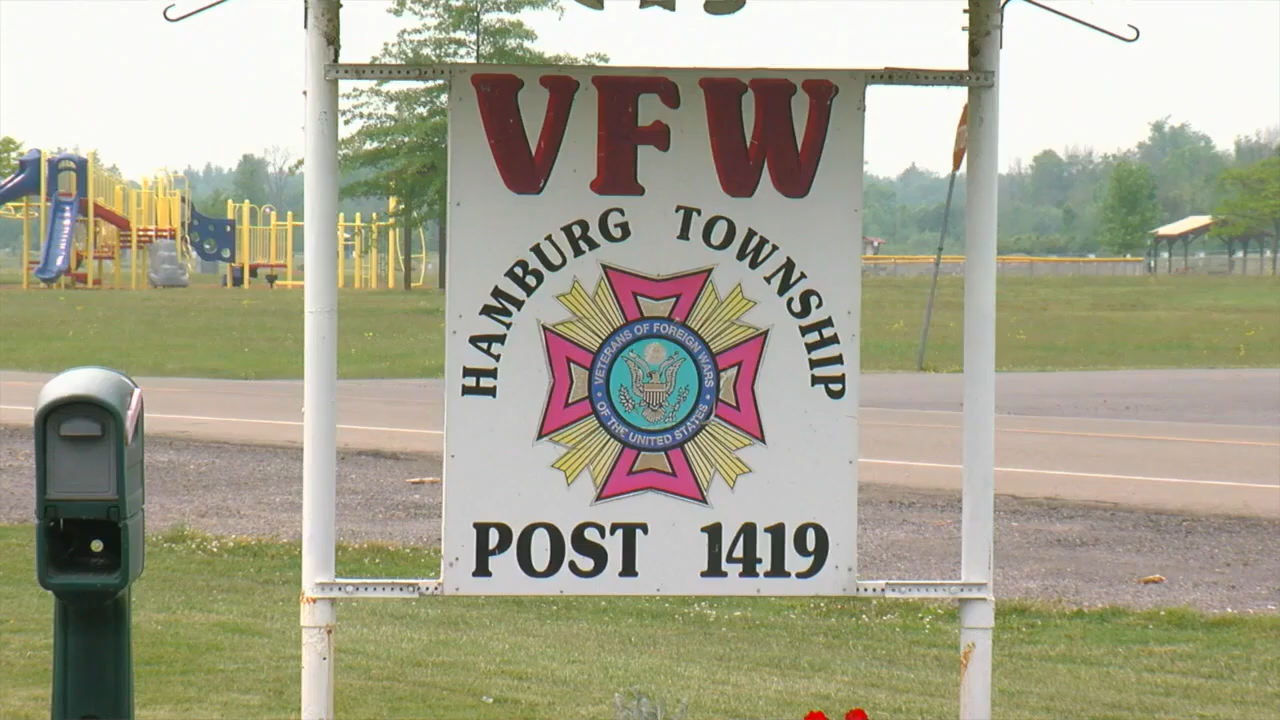 VFW
HAMBURG TOWNSHIP
VETERANS OF FOREIGN WARS
OF THE UNITED STATES
POST 1419